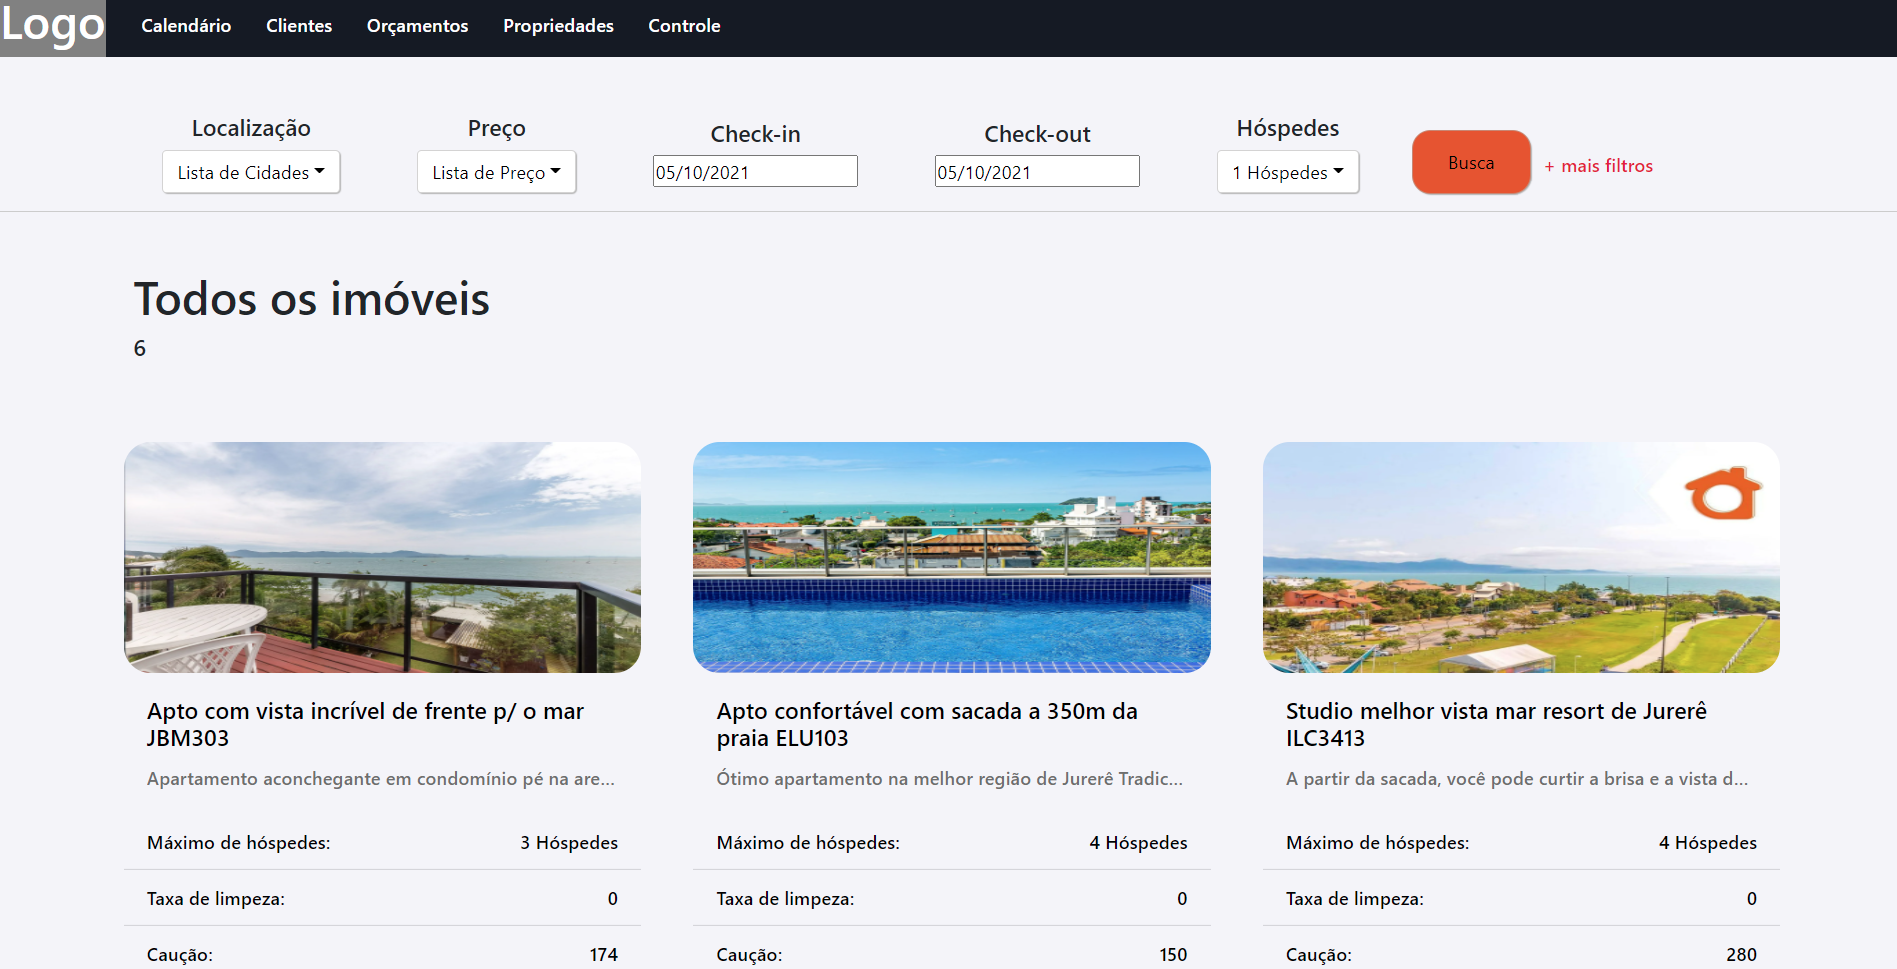 Logo
Calendário Clientes Orçamentos Propriedades Controle
Localização Preço Check-in Check-out Hóspedes
Lista de Cidades Lista de Preço 05/10/2021 05/10/2021 1 Hóspedes Busca + mais filtros
Todos os imóveis
6
Apto com vista incrível de frente p/ o mar
JBM303
Apartamento aconchegante em condomínio pé na are...
Máximo de hóspedes: 3 Hóspedes
Taxa de limpeza: 0
Caução: 174
Apto confortável com sacada a 350m da
praia ELU103
Ótimo apartamento na melhor região de Jurerê Tradic...
Máximo de hóspedes: 4 Hóspedes
Taxa de limpeza: 0
Caução: 150
Studio melhor vista mar resort de Jurerê
ILC3413
A partir da sacada, você pode curtir a brisa e a vista d...
Máximo de hóspedes: 4 Hóspedes
Taxa de limpeza: 0
Caução: 280